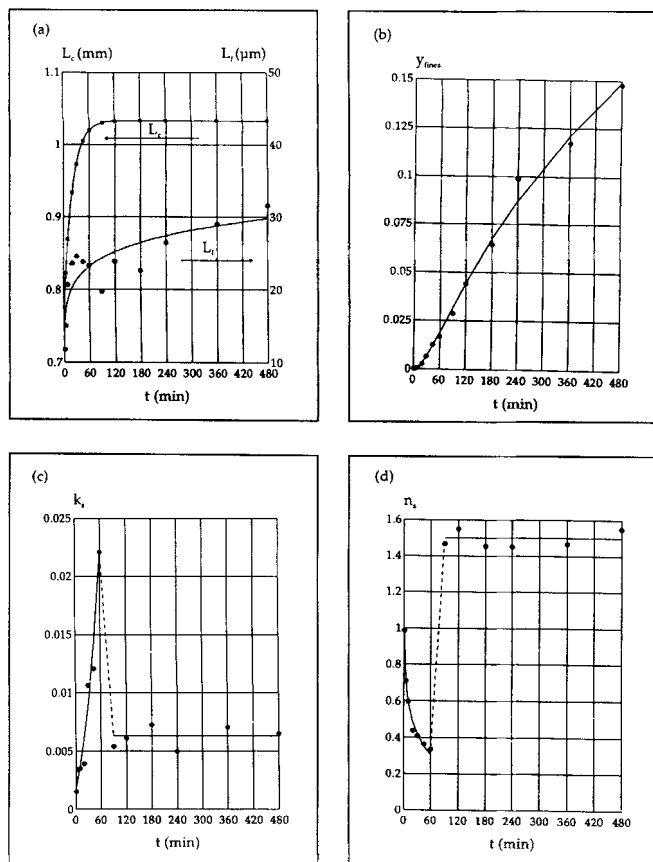 (a)
L_c (mm) L_f (µm)
1.1 50
1 40
0.9 30
0.8 20
0.7 10
L_c
L_f
0 60 120 180 240 300 360 420 480
t (min)
(b)
y_fines
0.15
0.125
0.1
0.075
0.05
0.025
0
0 60 120 180 240 300 360 420 480
t (min)
(c)
k_s
0.025
0.02
0.015
0.01
0.005
0
0 60 120 180 240 300 360 420 480
t (min)
(d)
n_s
1.6
1.4
1.2
1
0.8
0.6
0.4
0.2
0
0 60 120 180 240 300 360 420 480
t (min)